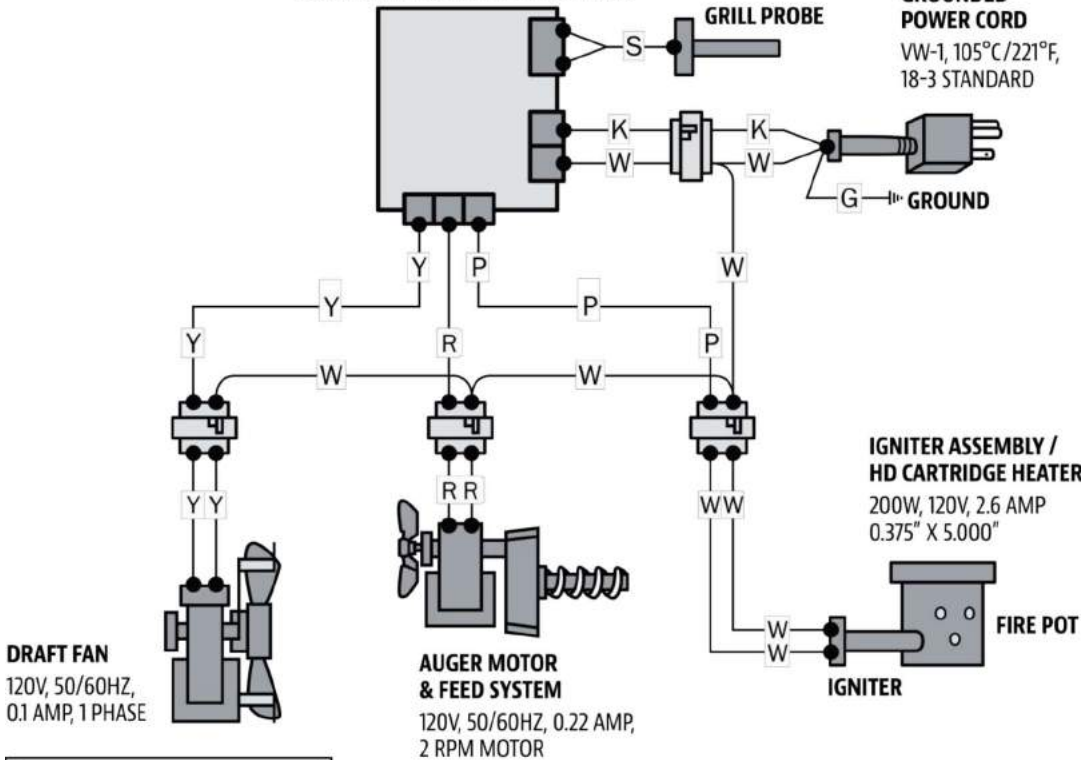 GRILL PROBE
POWER CORD
VW-1, 105°C/221°F,
18-3 STANDARD
S
K
K
W
W
G
GROUND
Y
P
W
Y
P
Y
R
P
W
W
Y
Y
R
R
W
W
IGNITER ASSEMBLY /
HD CARTRIDGE HEATER
200W, 120V, 2.6 AMP
0.375" X 5.000"
W
W
FIRE POT
IGNITER
DRAFT FAN
120V, 50/60HZ,
0.1 AMP, 1 PHASE
AUGER MOTOR
& FEED SYSTEM
120V, 50/60HZ, 0.22 AMP,
2 RPM MOTOR